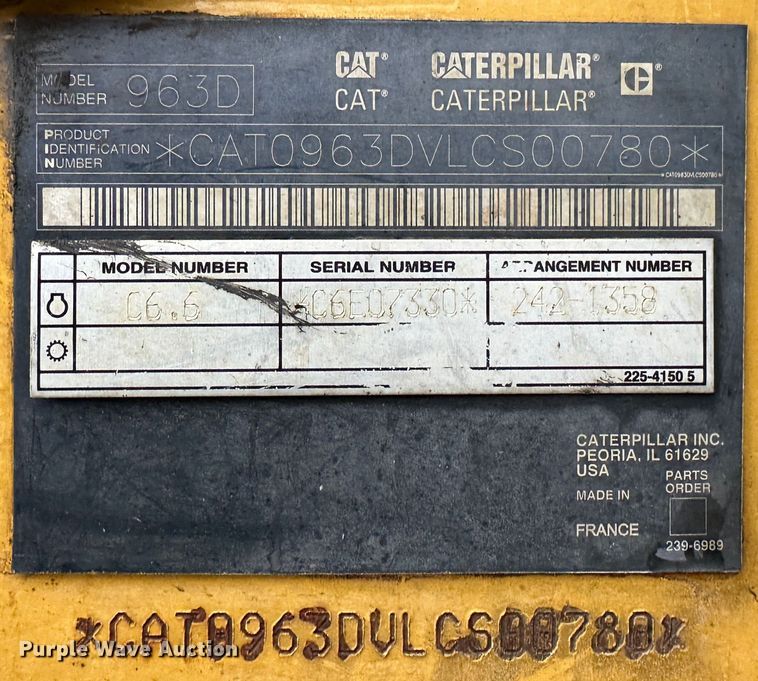 MODEL NUMBER 963D
CAT® CATERPILLAR®
CAT® CATERPILLAR®
PRODUCT IDENTIFICATION NUMBER *CAT0963DVLCS00780*
*CAT0963DVLCS00780*
MODEL NUMBER SERIAL NUMBER ARRANGEMENT NUMBER
C6.6 *C6E07330* 242-1358
225-4150 5
CATERPILLAR INC.
PEORIA, IL 61629
USA
PARTS ORDER
MADE IN
FRANCE
239-6989
*CAT0963DVLCS00780*
Purple Wave Auction